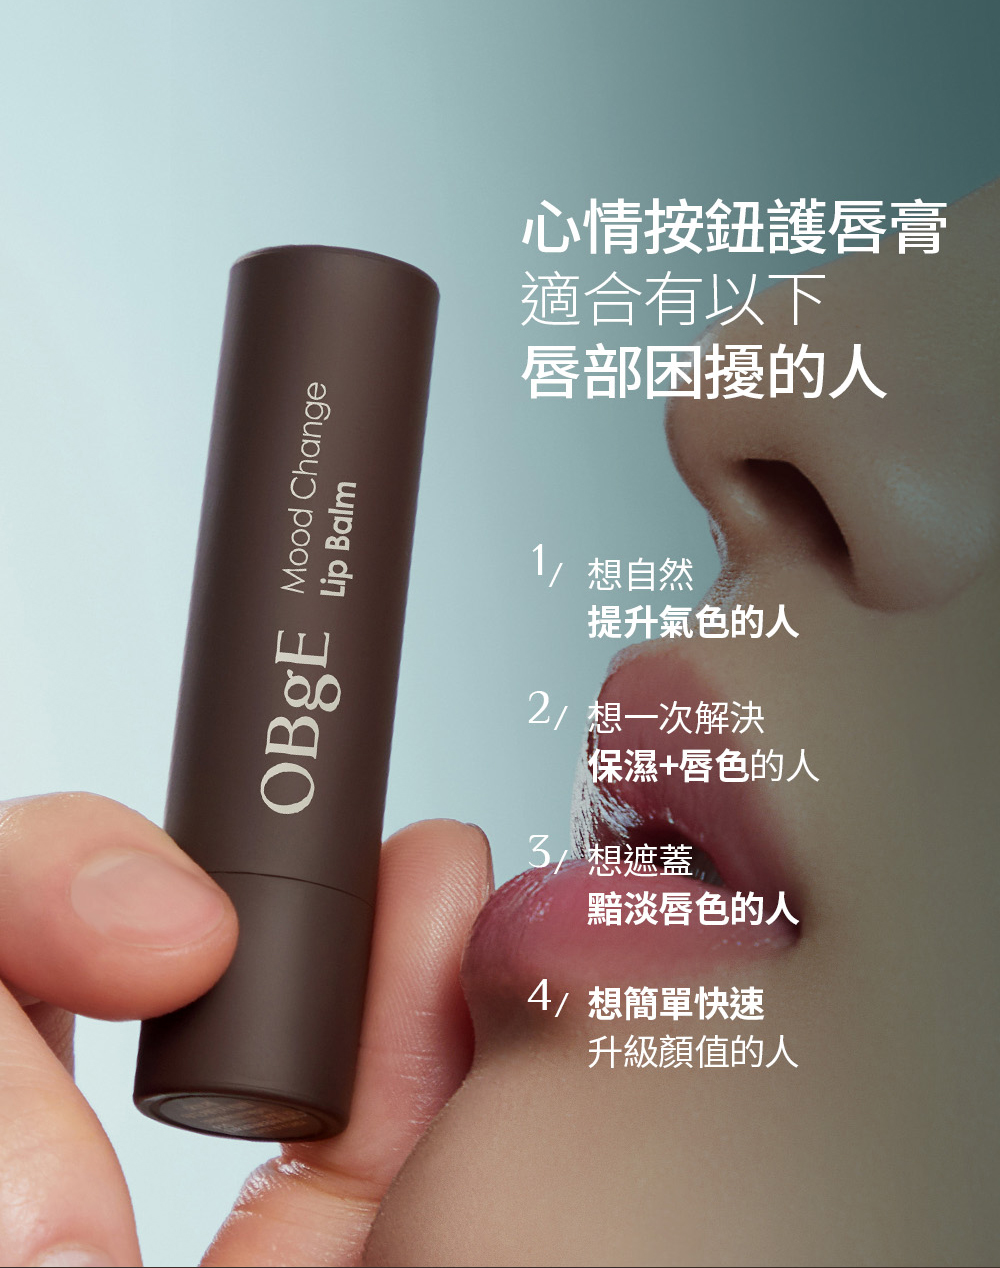 心情按鈕護唇膏
適合有以下
唇部困擾的人
OBgE Mood Change
Lip Balm
1/ 想自然
提升氣色的人
2/ 想一次解決
保濕+唇色的人
3/ 想遮蓋
黯淡唇色的人
4/ 想簡單快速
升級顏值的人